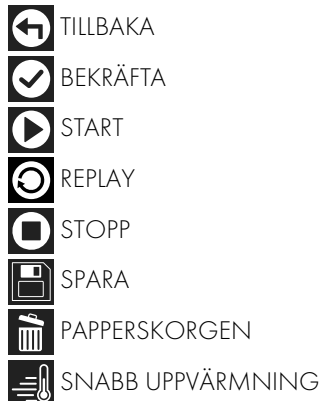 TILLBAKA
BEKRÄFTA
START
REPLAY
STOPP
SPARA
PAPPERSKORGEN
SNABB UPPVÄRMNING